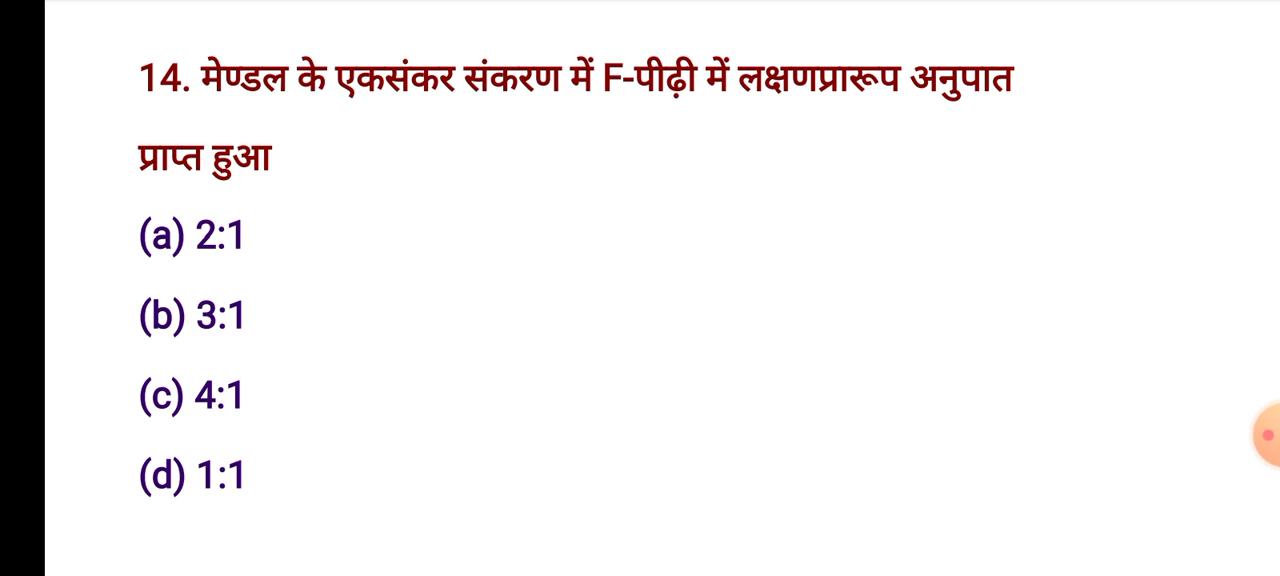 14. मेण्डल के एकसंकर संकरण में F-पीढ़ी में लक्षणप्रारूप अनुपात
प्राप्त हुआ
(a) 2:1
(b) 3:1
(c) 4:1
(d) 1:1